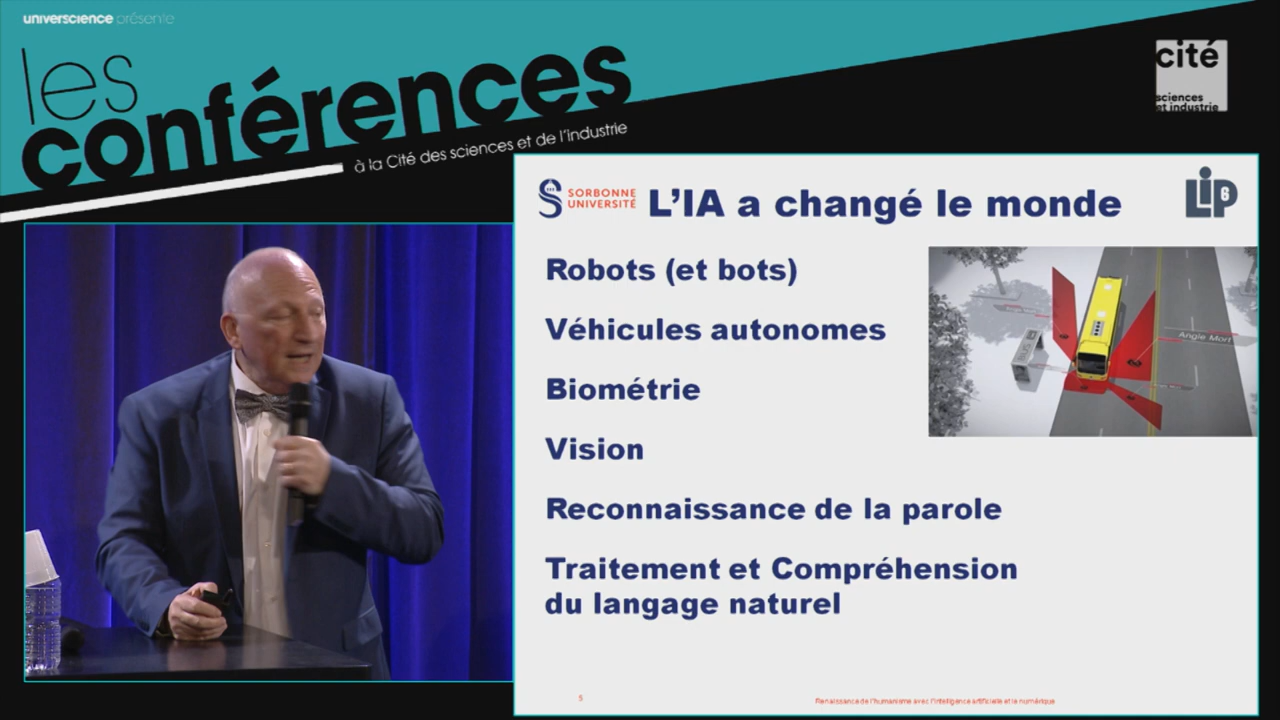 universcience présente
les
conférences
à la Cité des sciences et de l'industrie
cité
sciences
et industrie
SORBONNE
UNIVERSITÉ
L'IA a changé le monde
LIP6
Robots (et bots)
Véhicules autonomes
Biométrie
Vision
Reconnaissance de la parole
Traitement et Compréhension
du langage naturel
Angle Mort
5
Renaissance de l'humanisme avec l'intelligence artificielle et le numérique